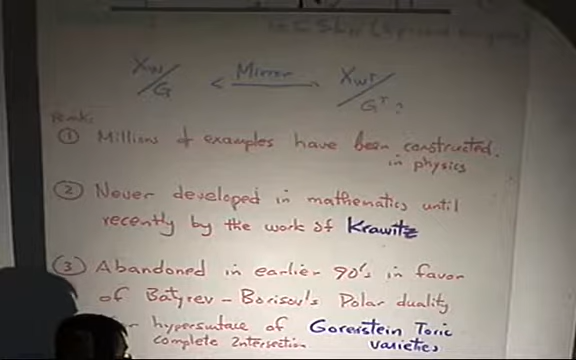 X_W/G <—Mirror—> X_W^T/G^T ?
Remk:
① Millions of examples have been constructed.
in physics
② Never developed in mathematics until
recently by the work of Krawitz
③ Abandoned in earlier 90's in favor
of Batyrev - Borisov's Polar duality
hypersurface of Gorenstein Toric
complete Intersection varieties